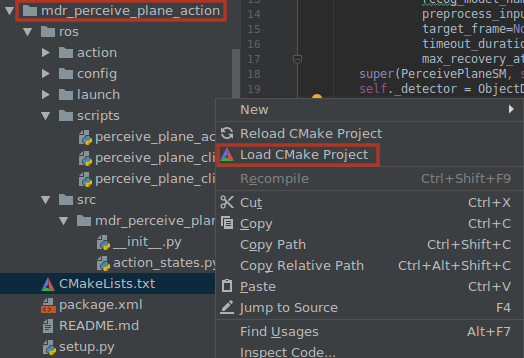 mdr_perceive_plane_action
ros
action
config
launch
scripts
perceive_plane_ac
perceive_plane_cli
perceive_plane_cli
src
mdr_perceive_plan
__init__.py
action_states.py
CMakeLists.txt
package.xml
README.md
setup.py
14 preprocess_inpu
15 target_frame=No
16 timeout_duratio
17 max_recovery_at
18 super(PerceivePlaneSM, s
19 self._detector = ObjectD
New
Reload CMake Project
Load CMake Project
Recompile Ctrl+Shift+F9
Cut Ctrl+X
Copy Ctrl+C
Copy Path Ctrl+Shift+C
Copy Relative Path Ctrl+Alt+Shift+C
Paste Ctrl+V
Jump to Source F4
Find Usages Alt+F7
Inspect Code...